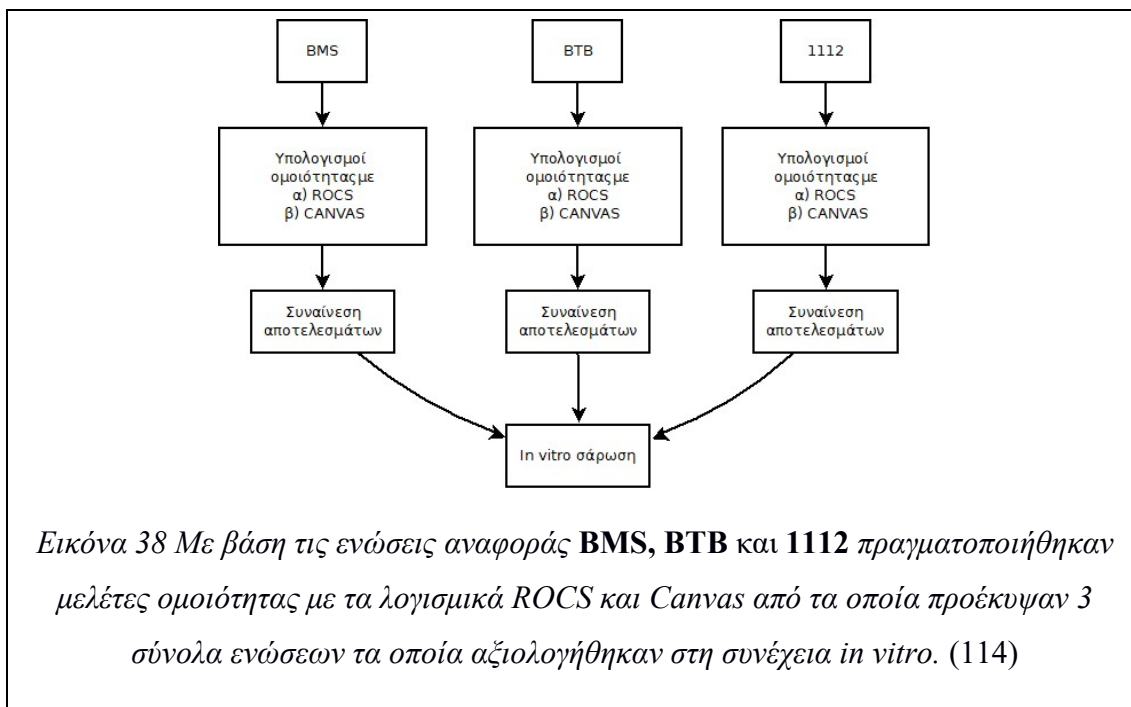 BMS
BTB
1112
Υπολογισμοί
ομοιότητας με
α) ROCS
β) CANVAS
Υπολογισμοί
ομοιότητας με
α) ROCS
β) CANVAS
Υπολογισμοί
ομοιότητας με
α) ROCS
β) CANVAS
Συναίνεση
αποτελεσμάτων
Συναίνεση
αποτελεσμάτων
Συναίνεση
αποτελεσμάτων
In vitro σάρωση
Εικόνα 38 Με βάση τις ενώσεις αναφοράς BMS, BTB και 1112 πραγματοποιήθηκαν
μελέτες ομοιότητας με τα λογισμικά ROCS και Canvas από τα οποία προέκυψαν 3
σύνολα ενώσεων τα οποία αξιολογήθηκαν στη συνέχεια in vitro. (114)